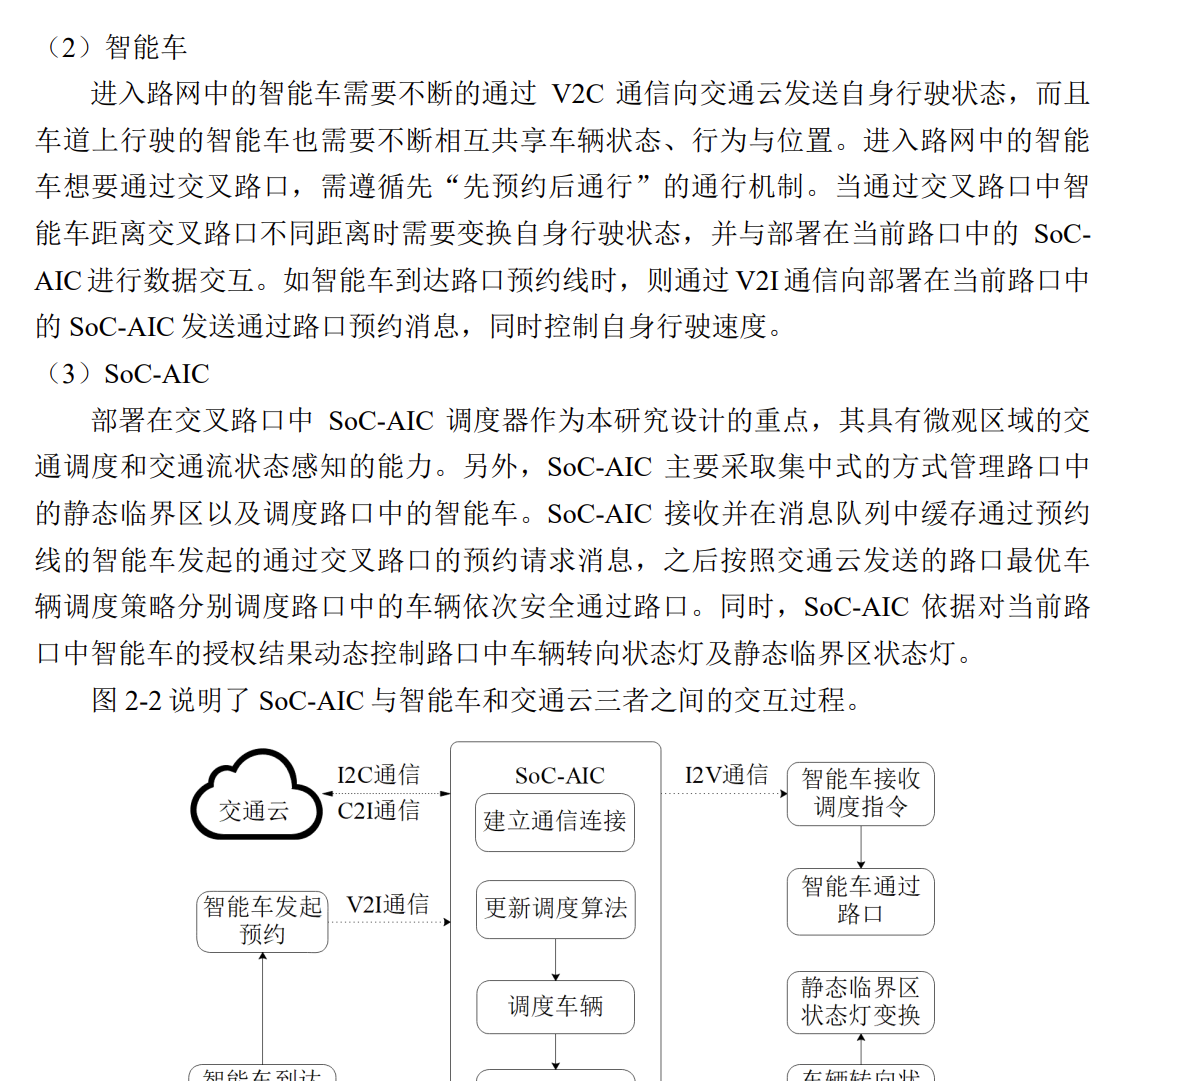 （2）智能车
进入路网中的智能车需要不断的通过 V2C 通信向交通云发送自身行驶状态，而且
车道上行驶的智能车也需要不断相互共享车辆状态、行为与位置。进入路网中的智能
车想要通过交叉路口，需遵循先“先预约后通行”的通行机制。当通过交叉路口中智
能车距离交叉路口不同距离时需要变换自身行驶状态，并与部署在当前路口中的 SoC-
AIC 进行数据交互。如智能车到达路口预约线时，则通过 V2I 通信向部署在当前路口中
的 SoC-AIC 发送通过路口预约消息，同时控制自身行驶速度。
（3）SoC-AIC
部署在交叉路口中 SoC-AIC 调度器作为本研究设计的重点，其具有微观区域的交
通调度和交通流状态感知的能力。另外，SoC-AIC 主要采取集中式的方式管理路口中
的静态临界区以及调度路口中的智能车。SoC-AIC 接收并在消息队列中缓存通过预约
线的智能车发起的通过交叉路口的预约请求消息，之后按照交通云发送的路口最优车
辆调度策略分别调度路口中的车辆依次安全通过路口。同时，SoC-AIC 依据对当前路
口中智能车的授权结果动态控制路口中车辆转向状态灯及静态临界区状态灯。
图 2-2 说明了 SoC-AIC 与智能车和交通云三者之间的交互过程。
交通云
I2C通信
C2I通信
SoC-AIC
建立通信连接
I2V通信
智能车接收
调度指令
智能车发起
预约
V2I通信
更新调度算法
智能车通过
路口
调度车辆
静态临界区
状态灯变换
智能车到达
车辆转向状